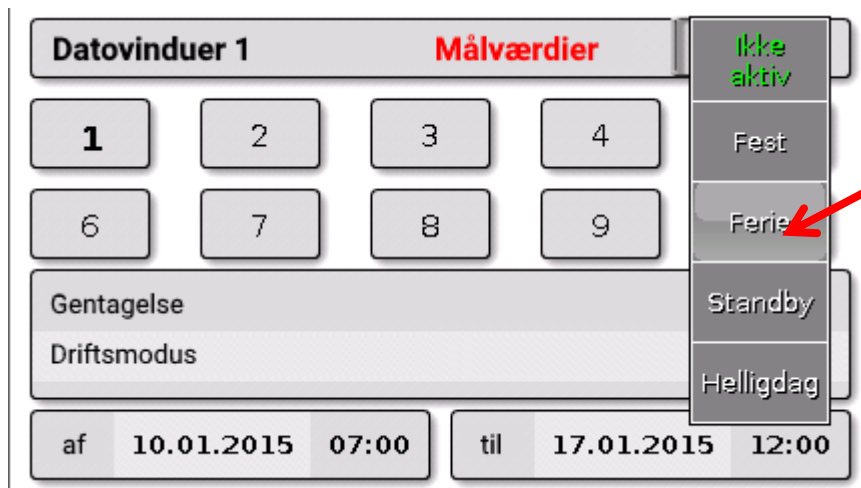 Datovinduer 1 Målværdier
Ikke
aktiv
1 2 3 4
Fest
6 7 8 9
Ferie
Gentagelse
Standby
Driftsmodus
Helligdag
af 10.01.2015 07:00 til 17.01.2015 12:00